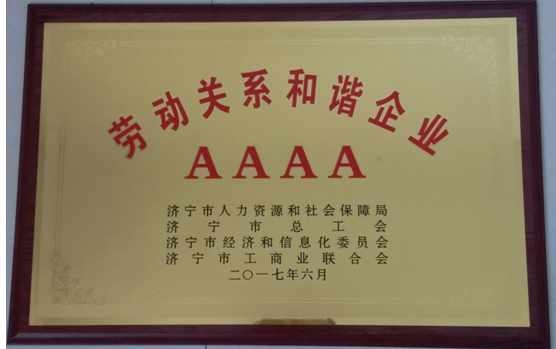 劳动关系和谐企业
AAAA
济宁市人力资源和社会保障局
济宁市总工会
济宁市经济和信息化委员会
济宁市工商业联合会
二〇一七年六月